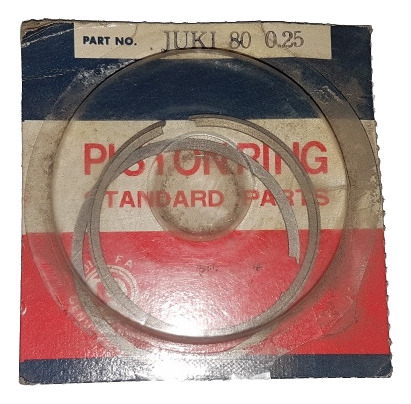 PART NO. JUKI 80 0.25
PISTON RING
STANDARD PARTS